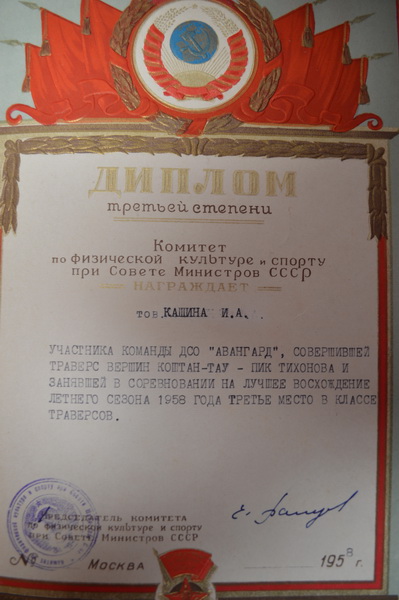 ДИПЛОМ
третьей степени
Комитет
по физической культуре и спорту
при Совете Министров СССР
НАГРАЖДАЕТ
тов. КАШИНА И.А.
УЧАСТНИКА КОМАНДЫ ДСО "АВАНГАРД", СОВЕРШИВШЕЙ
ТРАВЕРС ВЕРШИН КОШТАН-ТАУ - ПИК ТИХОНОВА И
ЗАНЯВШЕЙ В СОРЕВНОВАНИИ НА ЛУЧШЕЕ ВОСХОЖДЕНИЕ
ЛЕТНЕГО СЕЗОНА 1958 ГОДА ТРЕТЬЕ МЕСТО В КЛАССЕ
ТРАВЕРСОВ.
ПРЕДСЕДАТЕЛЬ КОМИТЕТА
по физической культуре и спорту
при Совете Министров СССР
№
МОСКВА
1958 г.